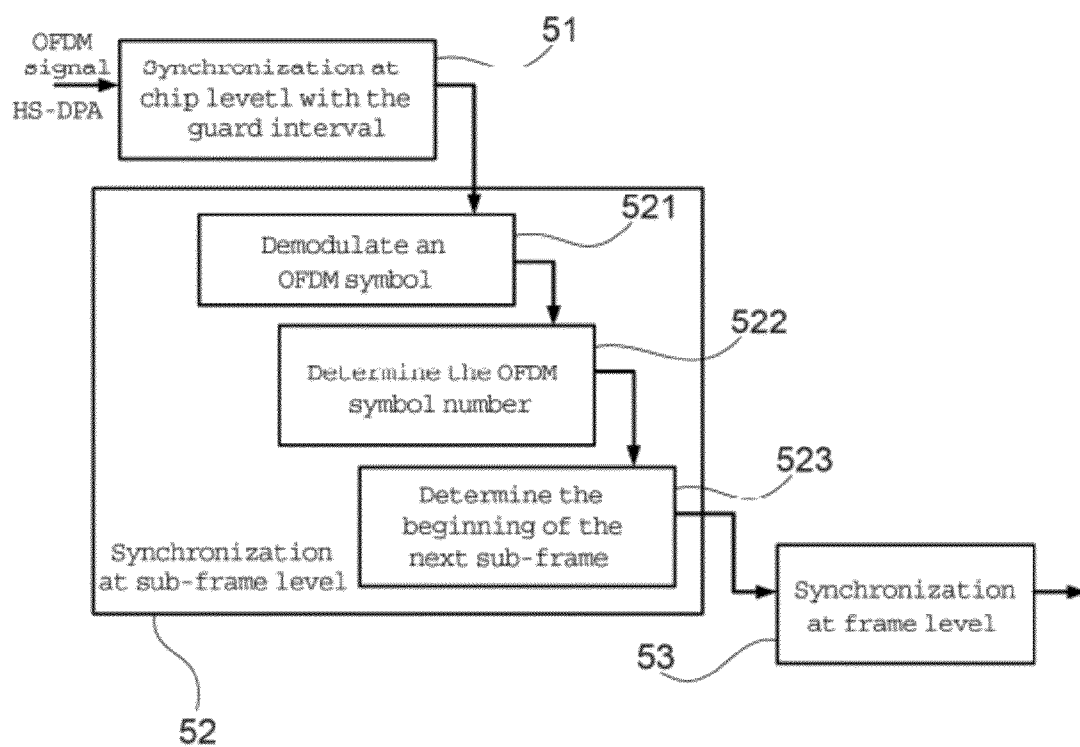 51
OFDM
signal
HS-DPA
Synchronization at
chip levetl with the
guard interval
521
Demodulate an
OFDM symbol
522
Determine the OFDM
symbol number
523
Determine the
beginning of the
next sub-frame
Synchronization
at sub-frame level
Synchronization
at frame level
53
52